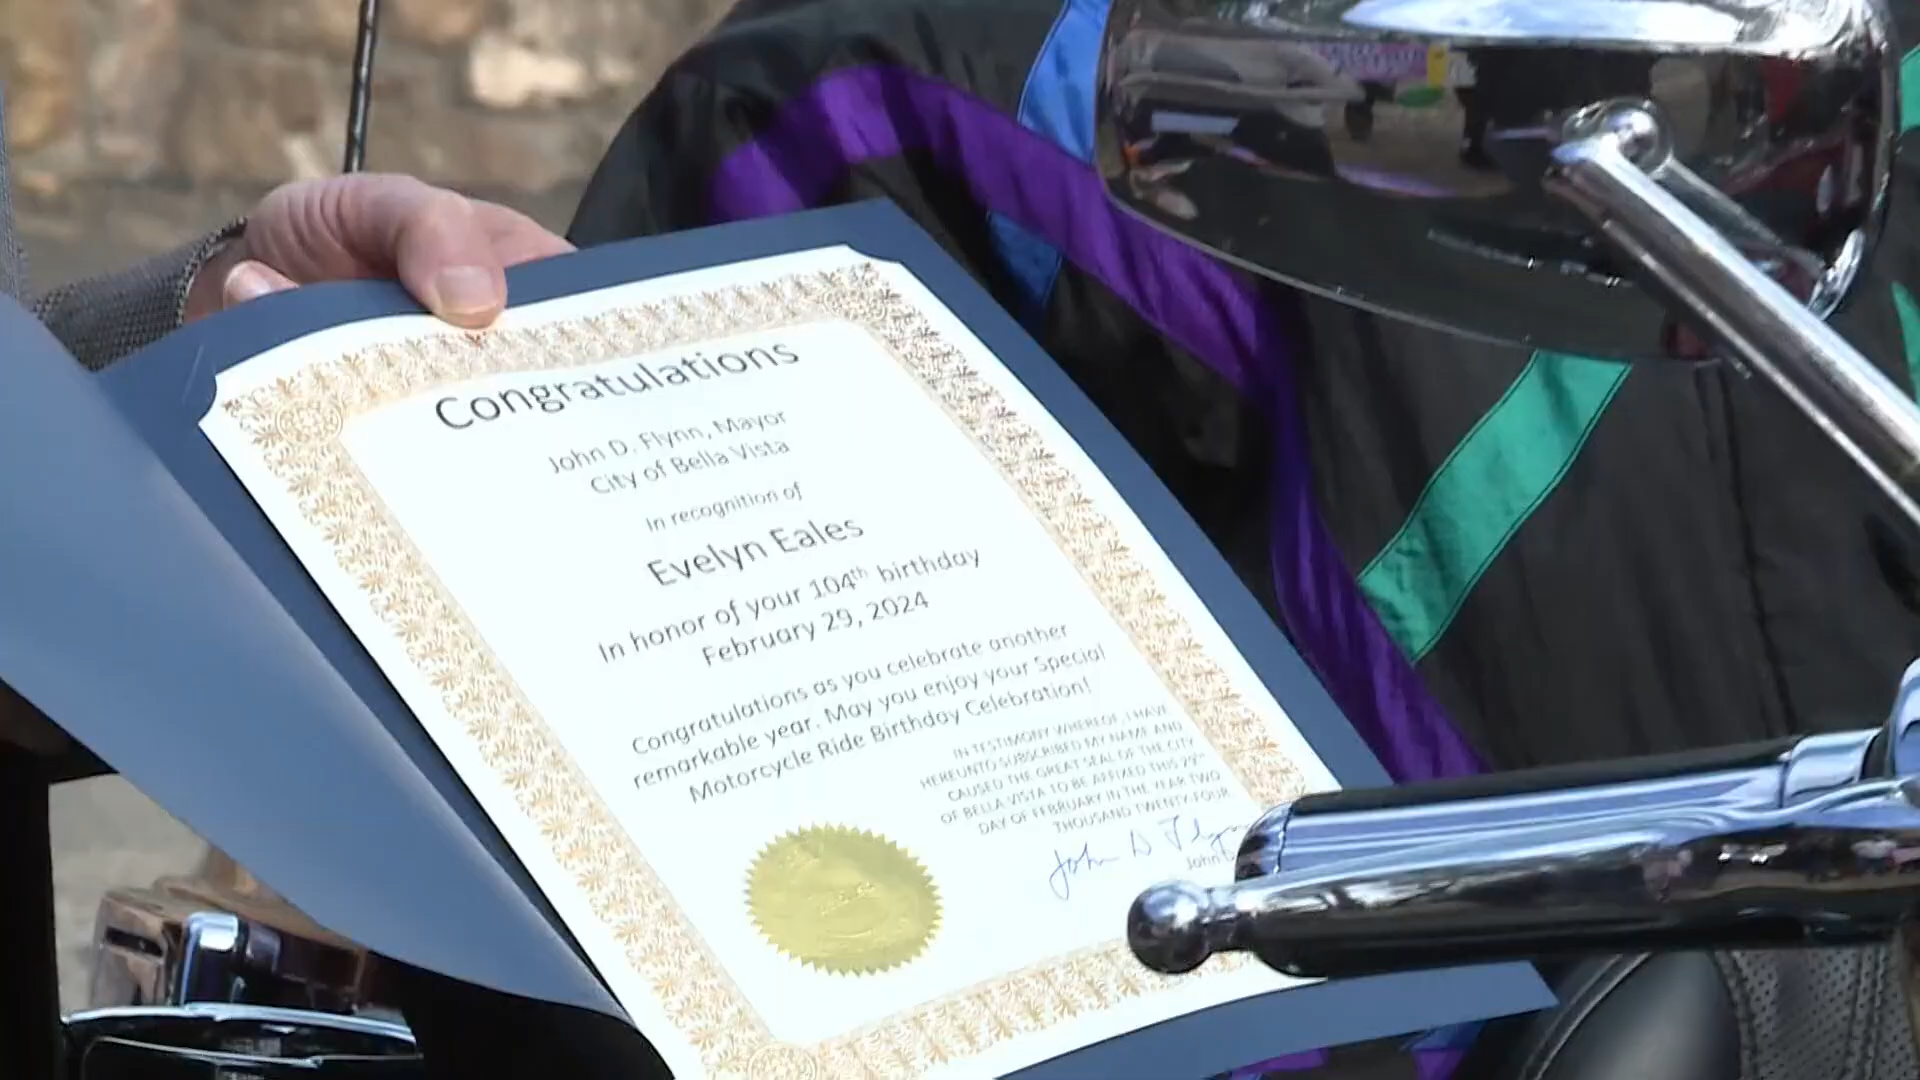 Congratulations
John D. Flynn, Mayor
City of Bella Vista
In recognition of
Evelyn Eales
In honor of your 104th birthday
February 29, 2024
Congratulations as you celebrate another
remarkable year. May you enjoy your Special
Motorcycle Ride Birthday Celebration!
IN TESTIMONY WHEREOF, I HAVE
HEREUNTO SUBSCRIBED MY NAME AND
CAUSED THE GREAT SEAL OF THE CITY
OF BELLA VISTA TO BE AFFIXED THIS 29TH
DAY OF FEBRUARY IN THE YEAR TWO
THOUSAND TWENTY-FOUR
John D Flynn
John